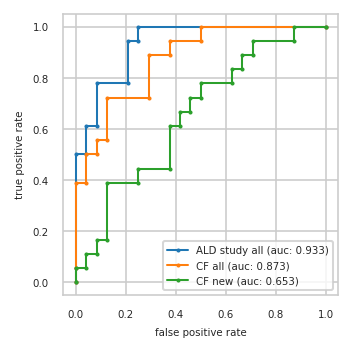 1.0
0.8
0.6
0.4
0.2
0.0
true positive rate
ALD study all (auc: 0.933)
CF all (auc: 0.873)
CF new (auc: 0.653)
0.0 0.2 0.4 0.6 0.8 1.0
false positive rate